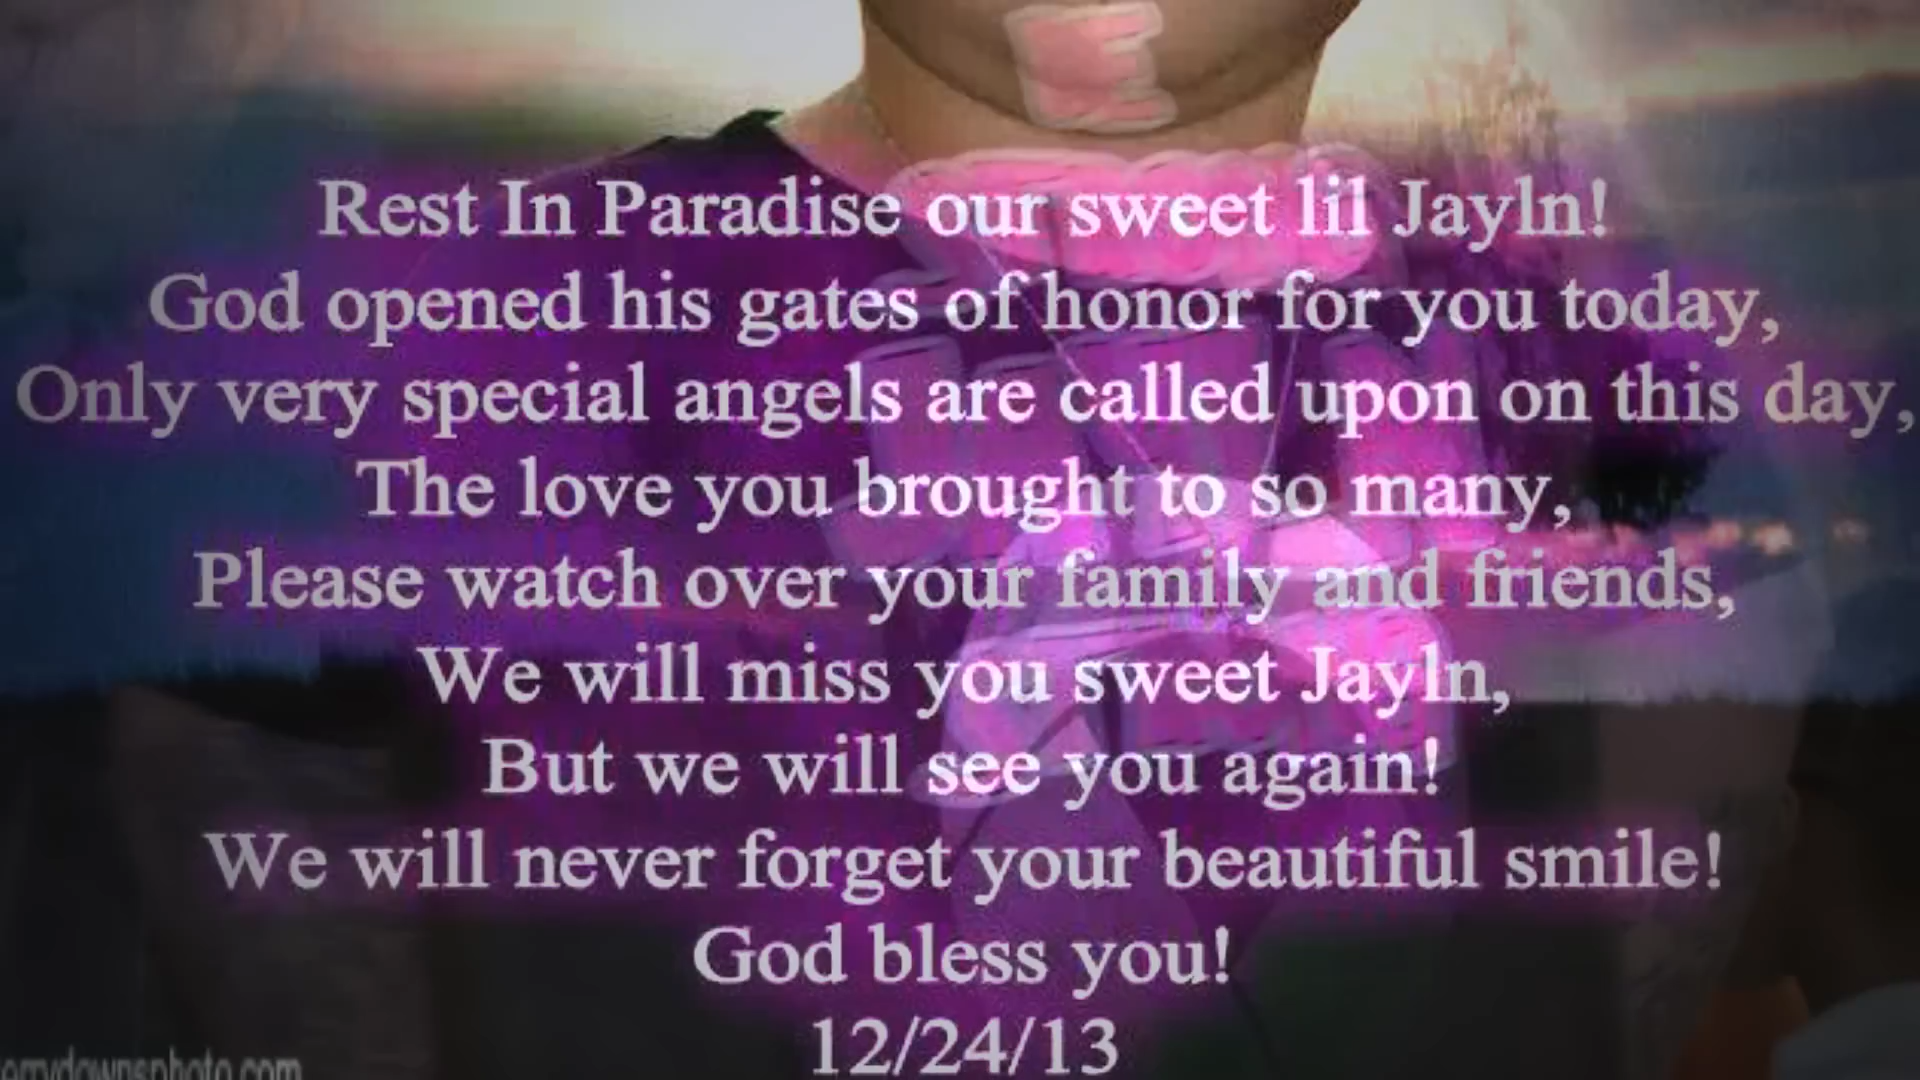 Rest In Paradise our sweet lil Jayln!
God opened his gates of honor for you today,
Only very special angels are called upon on this day,
The love you brought to so many,
Please watch over your family and friends,
We will miss you sweet Jayln,
But we will see you again!
We will never forget your beautiful smile!
God bless you!
12/24/13
errydownsphoto.com